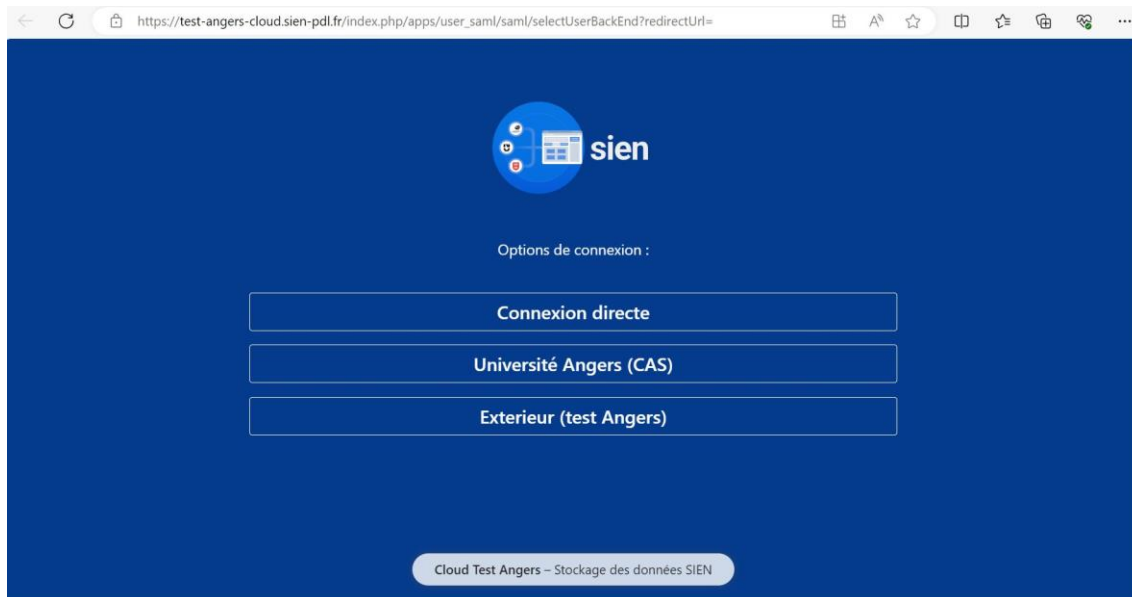 https://test-angers-cloud.sien-pdl.fr/index.php/apps/user_saml/saml/selectUserBackEnd?redirectUrl=
sien
Options de connexion :
Connexion directe
Université Angers (CAS)
Exterieur (test Angers)
Cloud Test Angers – Stockage des données SIEN